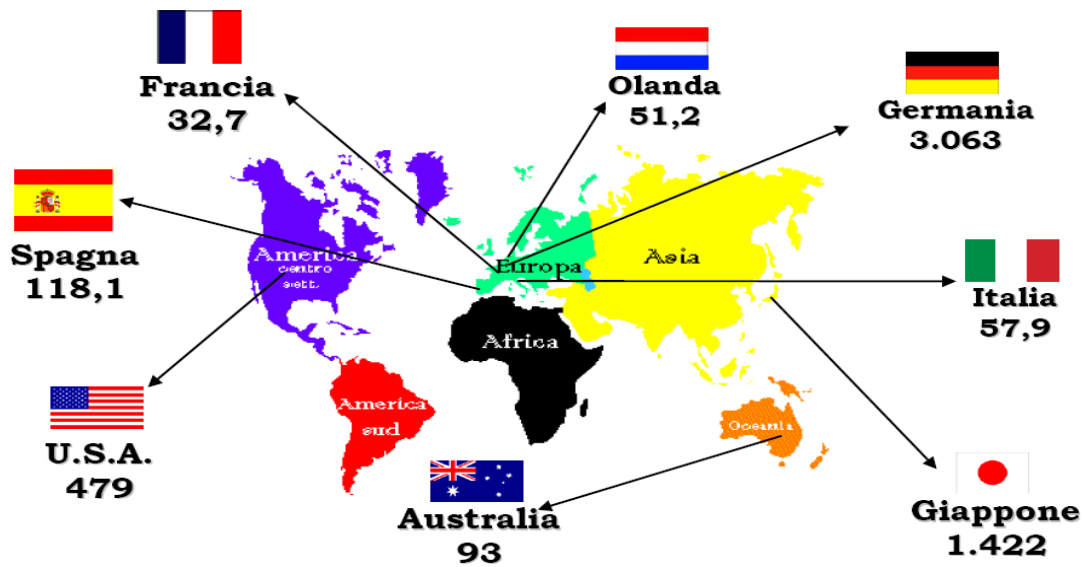 Francia
32,7
Olanda
51,2
Germania
3.063
Spagna
118,1
America
centro
sett.
Europa
Asia
Italia
57,9
Africa
U.S.A.
479
America
sud
Oceania
Australia
93
Giappone
1.422